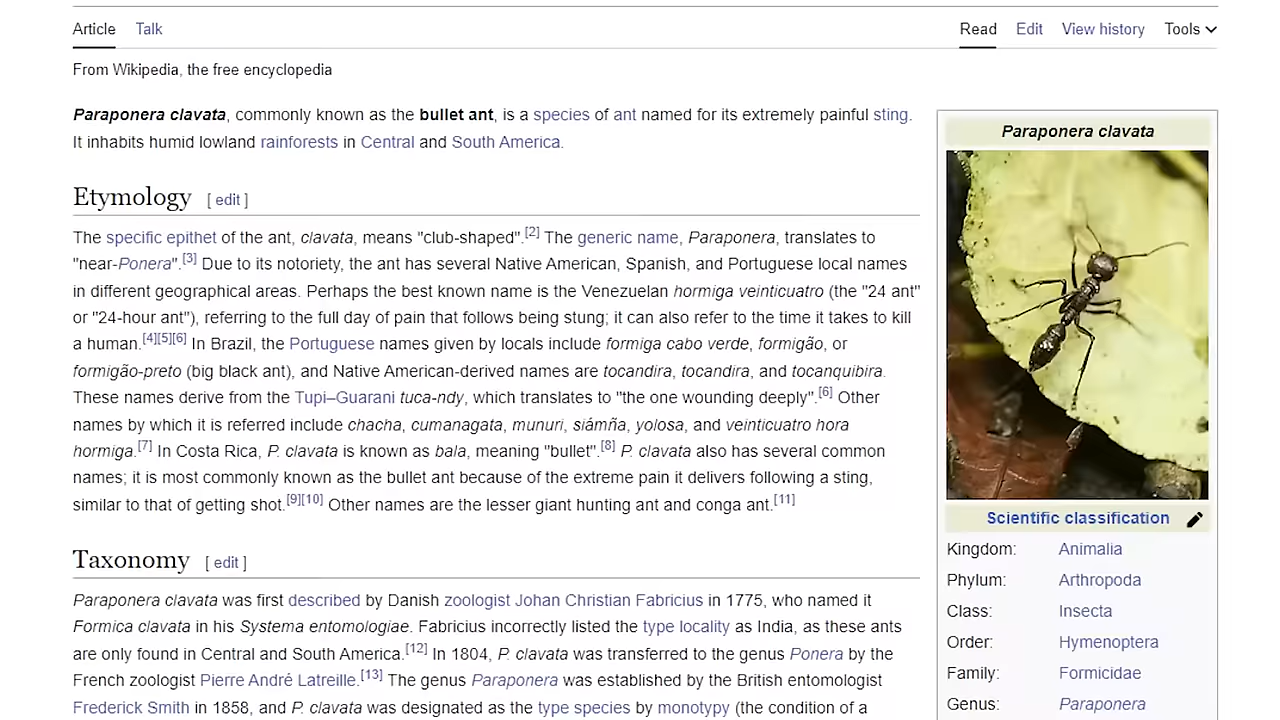 Article Talk Read Edit View history Tools
From Wikipedia, the free encyclopedia
Paraponera clavata, commonly known as the bullet ant, is a species of ant named for its extremely painful sting.
It inhabits humid lowland rainforests in Central and South America.
Etymology [ edit ]
The specific epithet of the ant, clavata, means "club-shaped".[2] The generic name, Paraponera, translates to
"near-Ponera".[3] Due to its notoriety, the ant has several Native American, Spanish, and Portuguese local names
in different geographical areas. Perhaps the best known name is the Venezuelan hormiga veinticuatro (the "24 ant"
or "24-hour ant"), referring to the full day of pain that follows being stung; it can also refer to the time it takes to kill
a human.[4][5][6] In Brazil, the Portuguese names given by locals include formiga cabo verde, formigão, or
formigão-preto (big black ant), and Native American-derived names are tocandira, tocandira, and tocanquibira.
These names derive from the Tupi–Guarani tuca-ndy, which translates to "the one wounding deeply".[6] Other
names by which it is referred include chacha, cumanagata, munuri, siámña, yolosa, and veinticuatro hora
hormiga.[7] In Costa Rica, P. clavata is known as bala, meaning "bullet".[8] P. clavata also has several common
names; it is most commonly known as the bullet ant because of the extreme pain it delivers following a sting,
similar to that of getting shot.[9][10] Other names are the lesser giant hunting ant and conga ant.[11]
Taxonomy [ edit ]
Paraponera clavata was first described by Danish zoologist Johan Christian Fabricius in 1775, who named it
Formica clavata in his Systema entomologiae. Fabricius incorrectly listed the type locality as India, as these ants
are only found in Central and South America.[12] In 1804, P. clavata was transferred to the genus Ponera by the
French zoologist Pierre André Latreille.[13] The genus Paraponera was established by the British entomologist
Frederick Smith in 1858, and P. clavata was designated as the type species by monotypy (the condition of a
Paraponera clavata
Scientific classification
Kingdom: Animalia
Phylum: Arthropoda
Class: Insecta
Order: Hymenoptera
Family: Formicidae
Genus: Paraponera